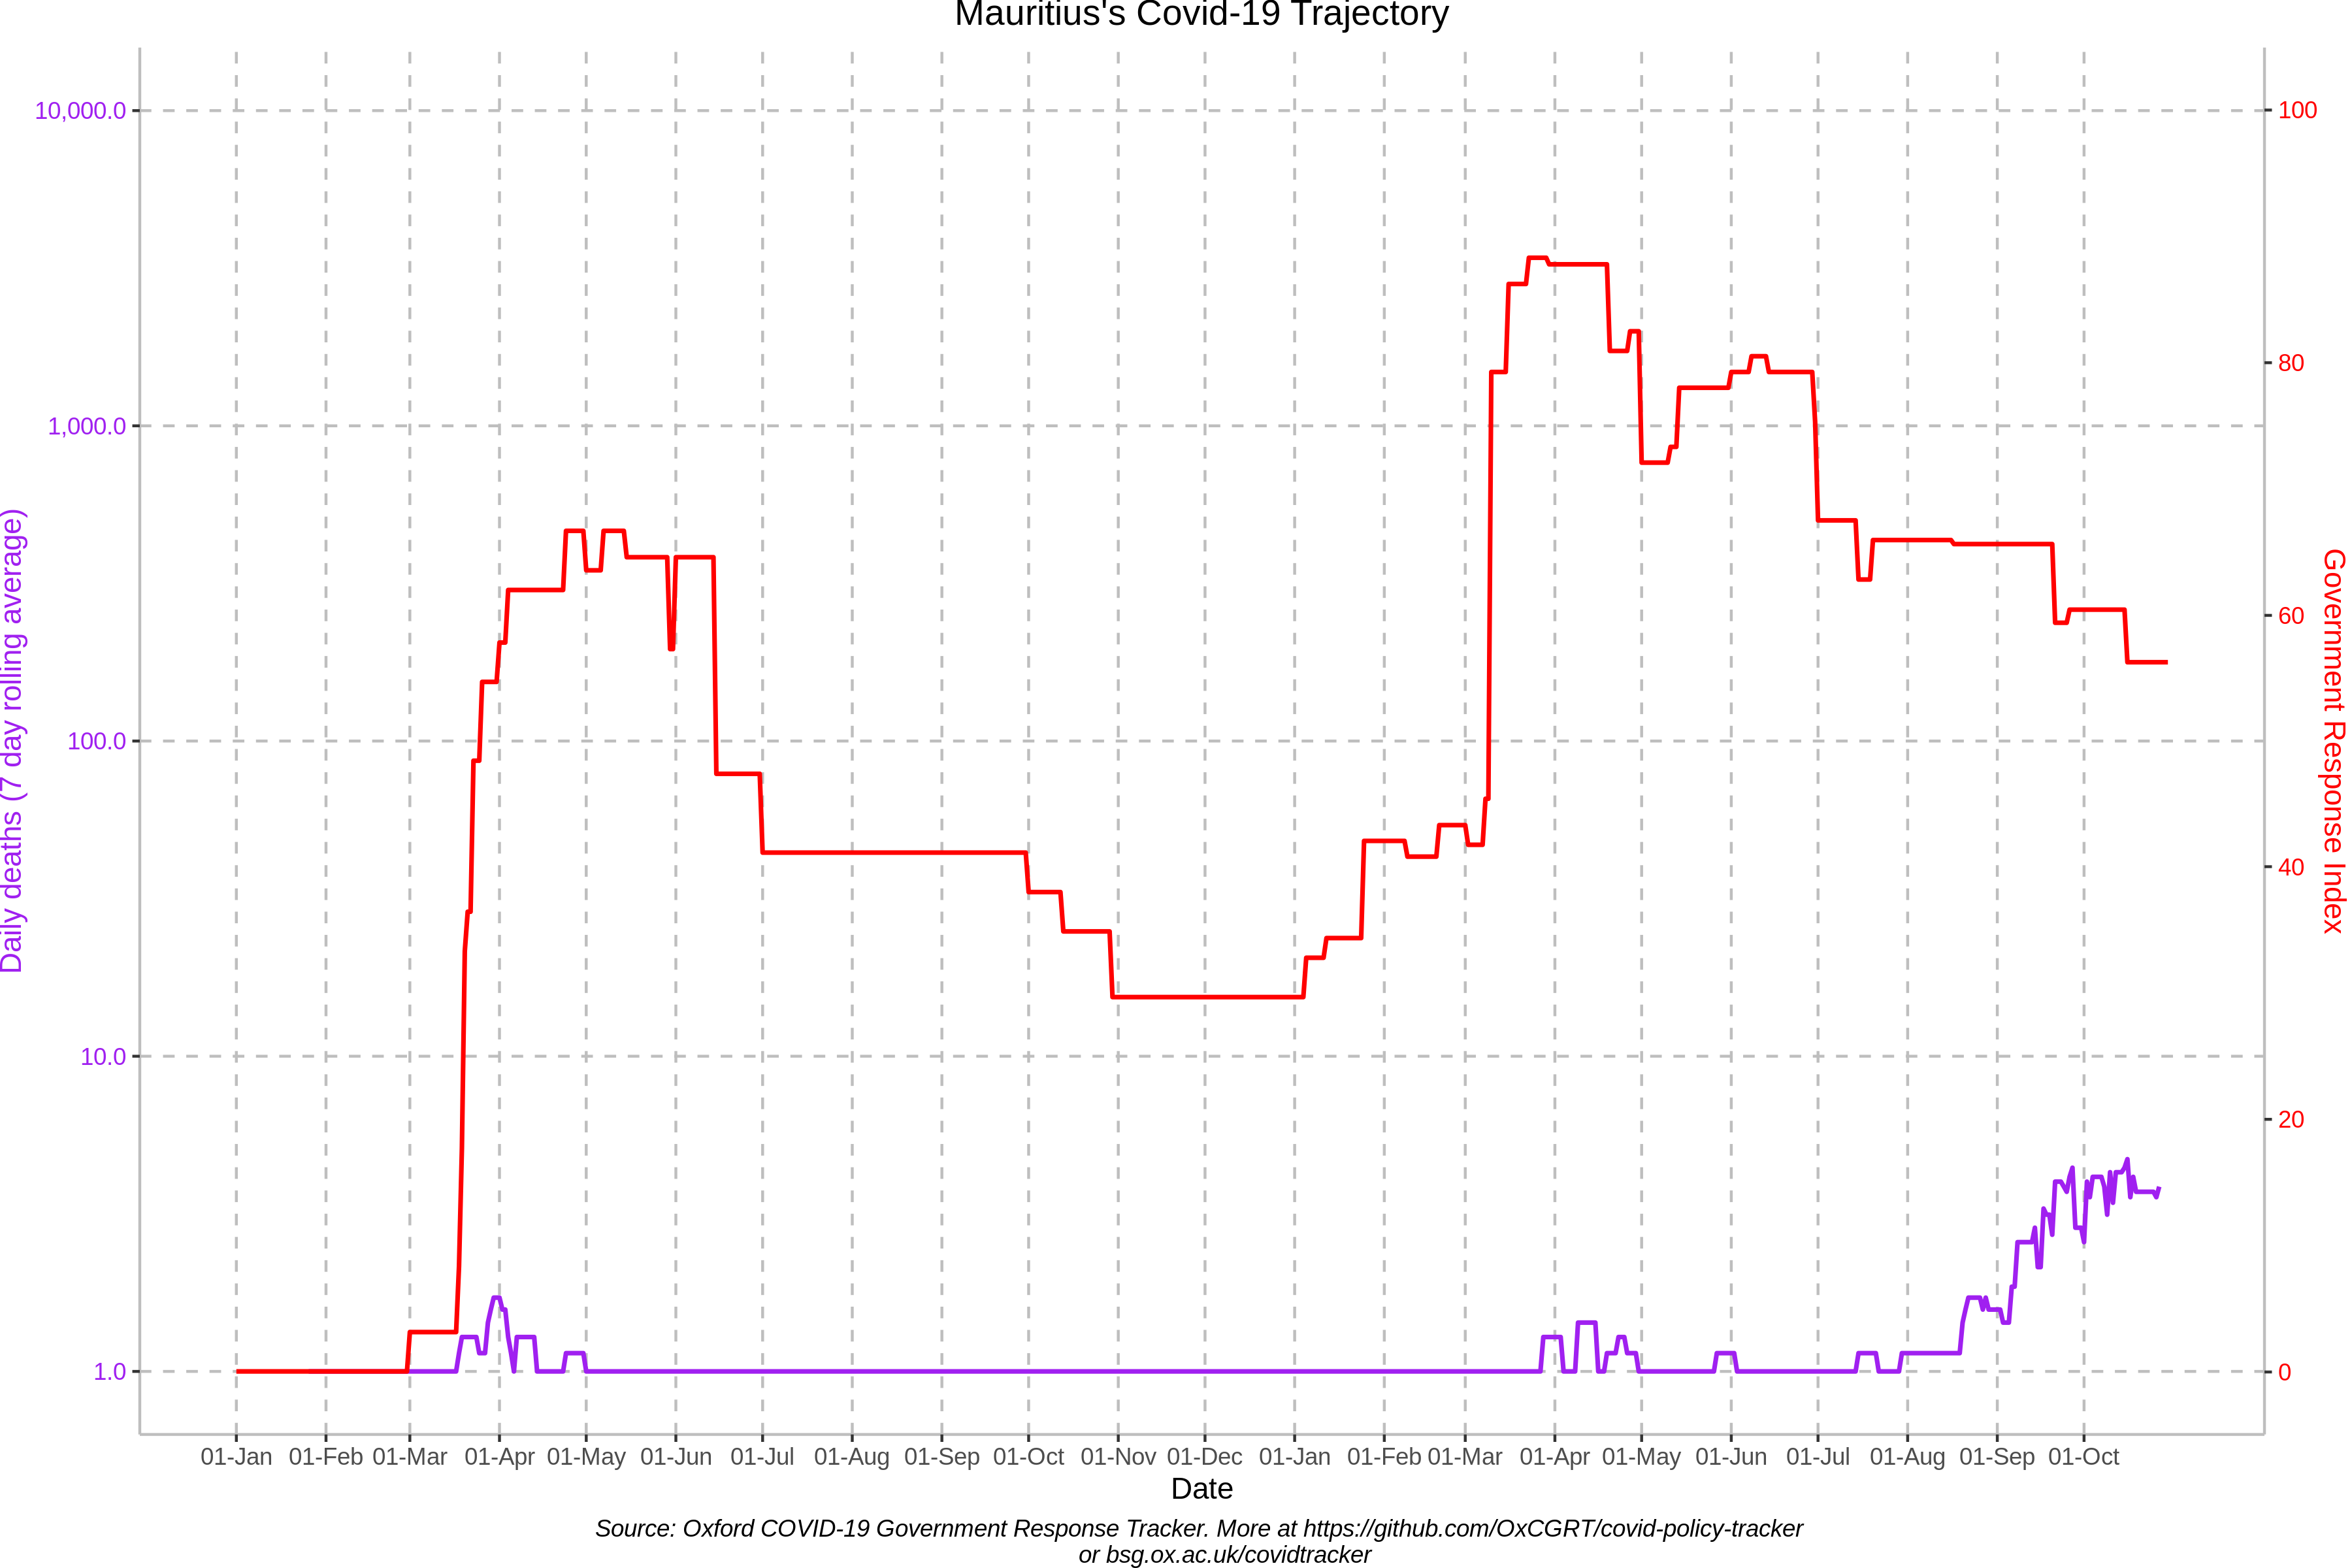 Mauritius's Covid-19 Trajectory
10,000.0
1,000.0
100.0
10.0
1.0
Daily deaths (7 day rolling average)
100
80
60
40
20
0
Government Response Index
01-Jan 01-Feb 01-Mar 01-Apr 01-May 01-Jun 01-Jul 01-Aug 01-Sep 01-Oct 01-Nov 01-Dec 01-Jan 01-Feb 01-Mar 01-Apr 01-May 01-Jun 01-Jul 01-Aug 01-Sep 01-Oct
Date
Source: Oxford COVID-19 Government Response Tracker. More at https://github.com/OxCGRT/covid-policy-tracker
or bsg.ox.ac.uk/covidtracker